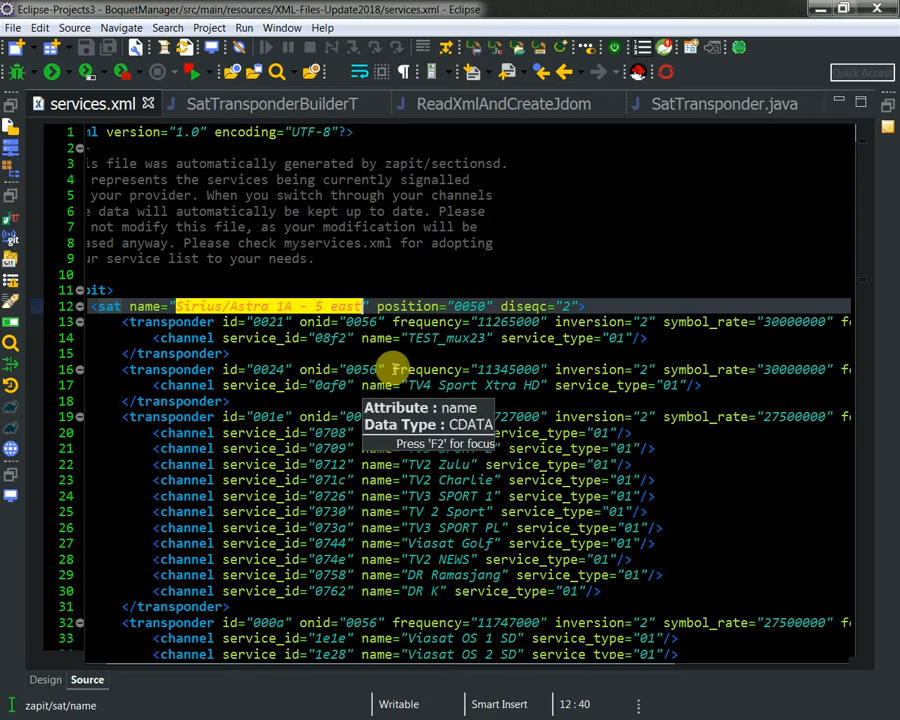 Eclipse-Projects3 - BoquetManager/src/main/resources/XML-Files-Update2018/services.xml - Eclipse
File Edit Source Navigate Search Project Run Window Help
Quick Access
services.xml SatTransponderBuilderT ReadXmlAndCreateJdom SatTransponder.java
1 ml version="1.0" encoding="UTF-8"?>
2 -
3 is file was automatically generated by zapit/sectionsd.
4 represents the services being currently signalled
5 your provider. When you switch through your channels
6 e data will automatically be kept up to date. Please
7 not modify this file, as your modification will be
8 ased anyway. Please check myservices.xml for adopting
9 ur service list to your needs.
10
11 pit>
12 <sat name="Sirius/Astra 1A - 5 east" position="0050" diseqc="2">
13 <transponder id="0021" onid="0056" frequency="11265000" inversion="2" symbol_rate="30000000" fe
14 <channel service_id="08f2" name="TEST_mux23" service_type="01"/>
15 </transponder>
16 <transponder id="0024" onid="0056" frequency="11345000" inversion="2" symbol_rate="30000000" fe
17 <channel service_id="0af0" name="TV4 Sport Xtra HD" service_type="01"/>
18 </transponder>
19 <transponder id="001e" onid="0056" 727000" inversion="2" symbol_rate="27500000" fe
Attribute : name
Data Type : CDATA
Press 'F2' for focus
20 <channel service_id="0708" name= service_type="01"/>
21 <channel service_id="0709" name= service_type="01"/>
22 <channel service_id="0712" name="TV2 Zulu" service_type="01"/>
23 <channel service_id="071c" name="TV2 Charlie" service_type="01"/>
24 <channel service_id="0726" name="TV3 SPORT 1" service_type="01"/>
25 <channel service_id="0730" name="TV 2 Sport" service_type="01"/>
26 <channel service_id="073a" name="TV3 SPORT PL" service_type="01"/>
27 <channel service_id="0744" name="Viasat Golf" service_type="01"/>
28 <channel service_id="074e" name="TV2 NEWS" service_type="01"/>
29 <channel service_id="0758" name="DR Ramasjang" service_type="01"/>
30 <channel service_id="0762" name="DR K" service_type="01"/>
31 </transponder>
32 <transponder id="000a" onid="0056" frequency="11747000" inversion="2" symbol_rate="27500000" fe
33 <channel service_id="1e1e" name="Viasat OS 1 SD" service_type="01"/>
<channel service_id="1e28" name="Viasat OS 2 SD" service_type="01"/>
Design Source
zapit/sat/name Writable Smart Insert 12:40